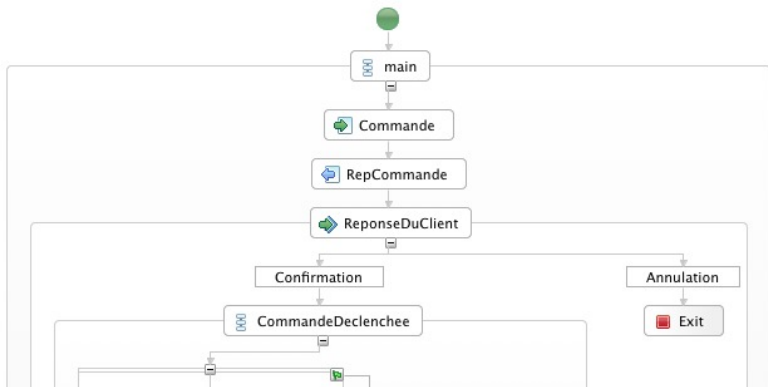 main
Commande
RepCommande
ReponseDuClient
Confirmation
Annulation
CommandeDeclenchee
Exit